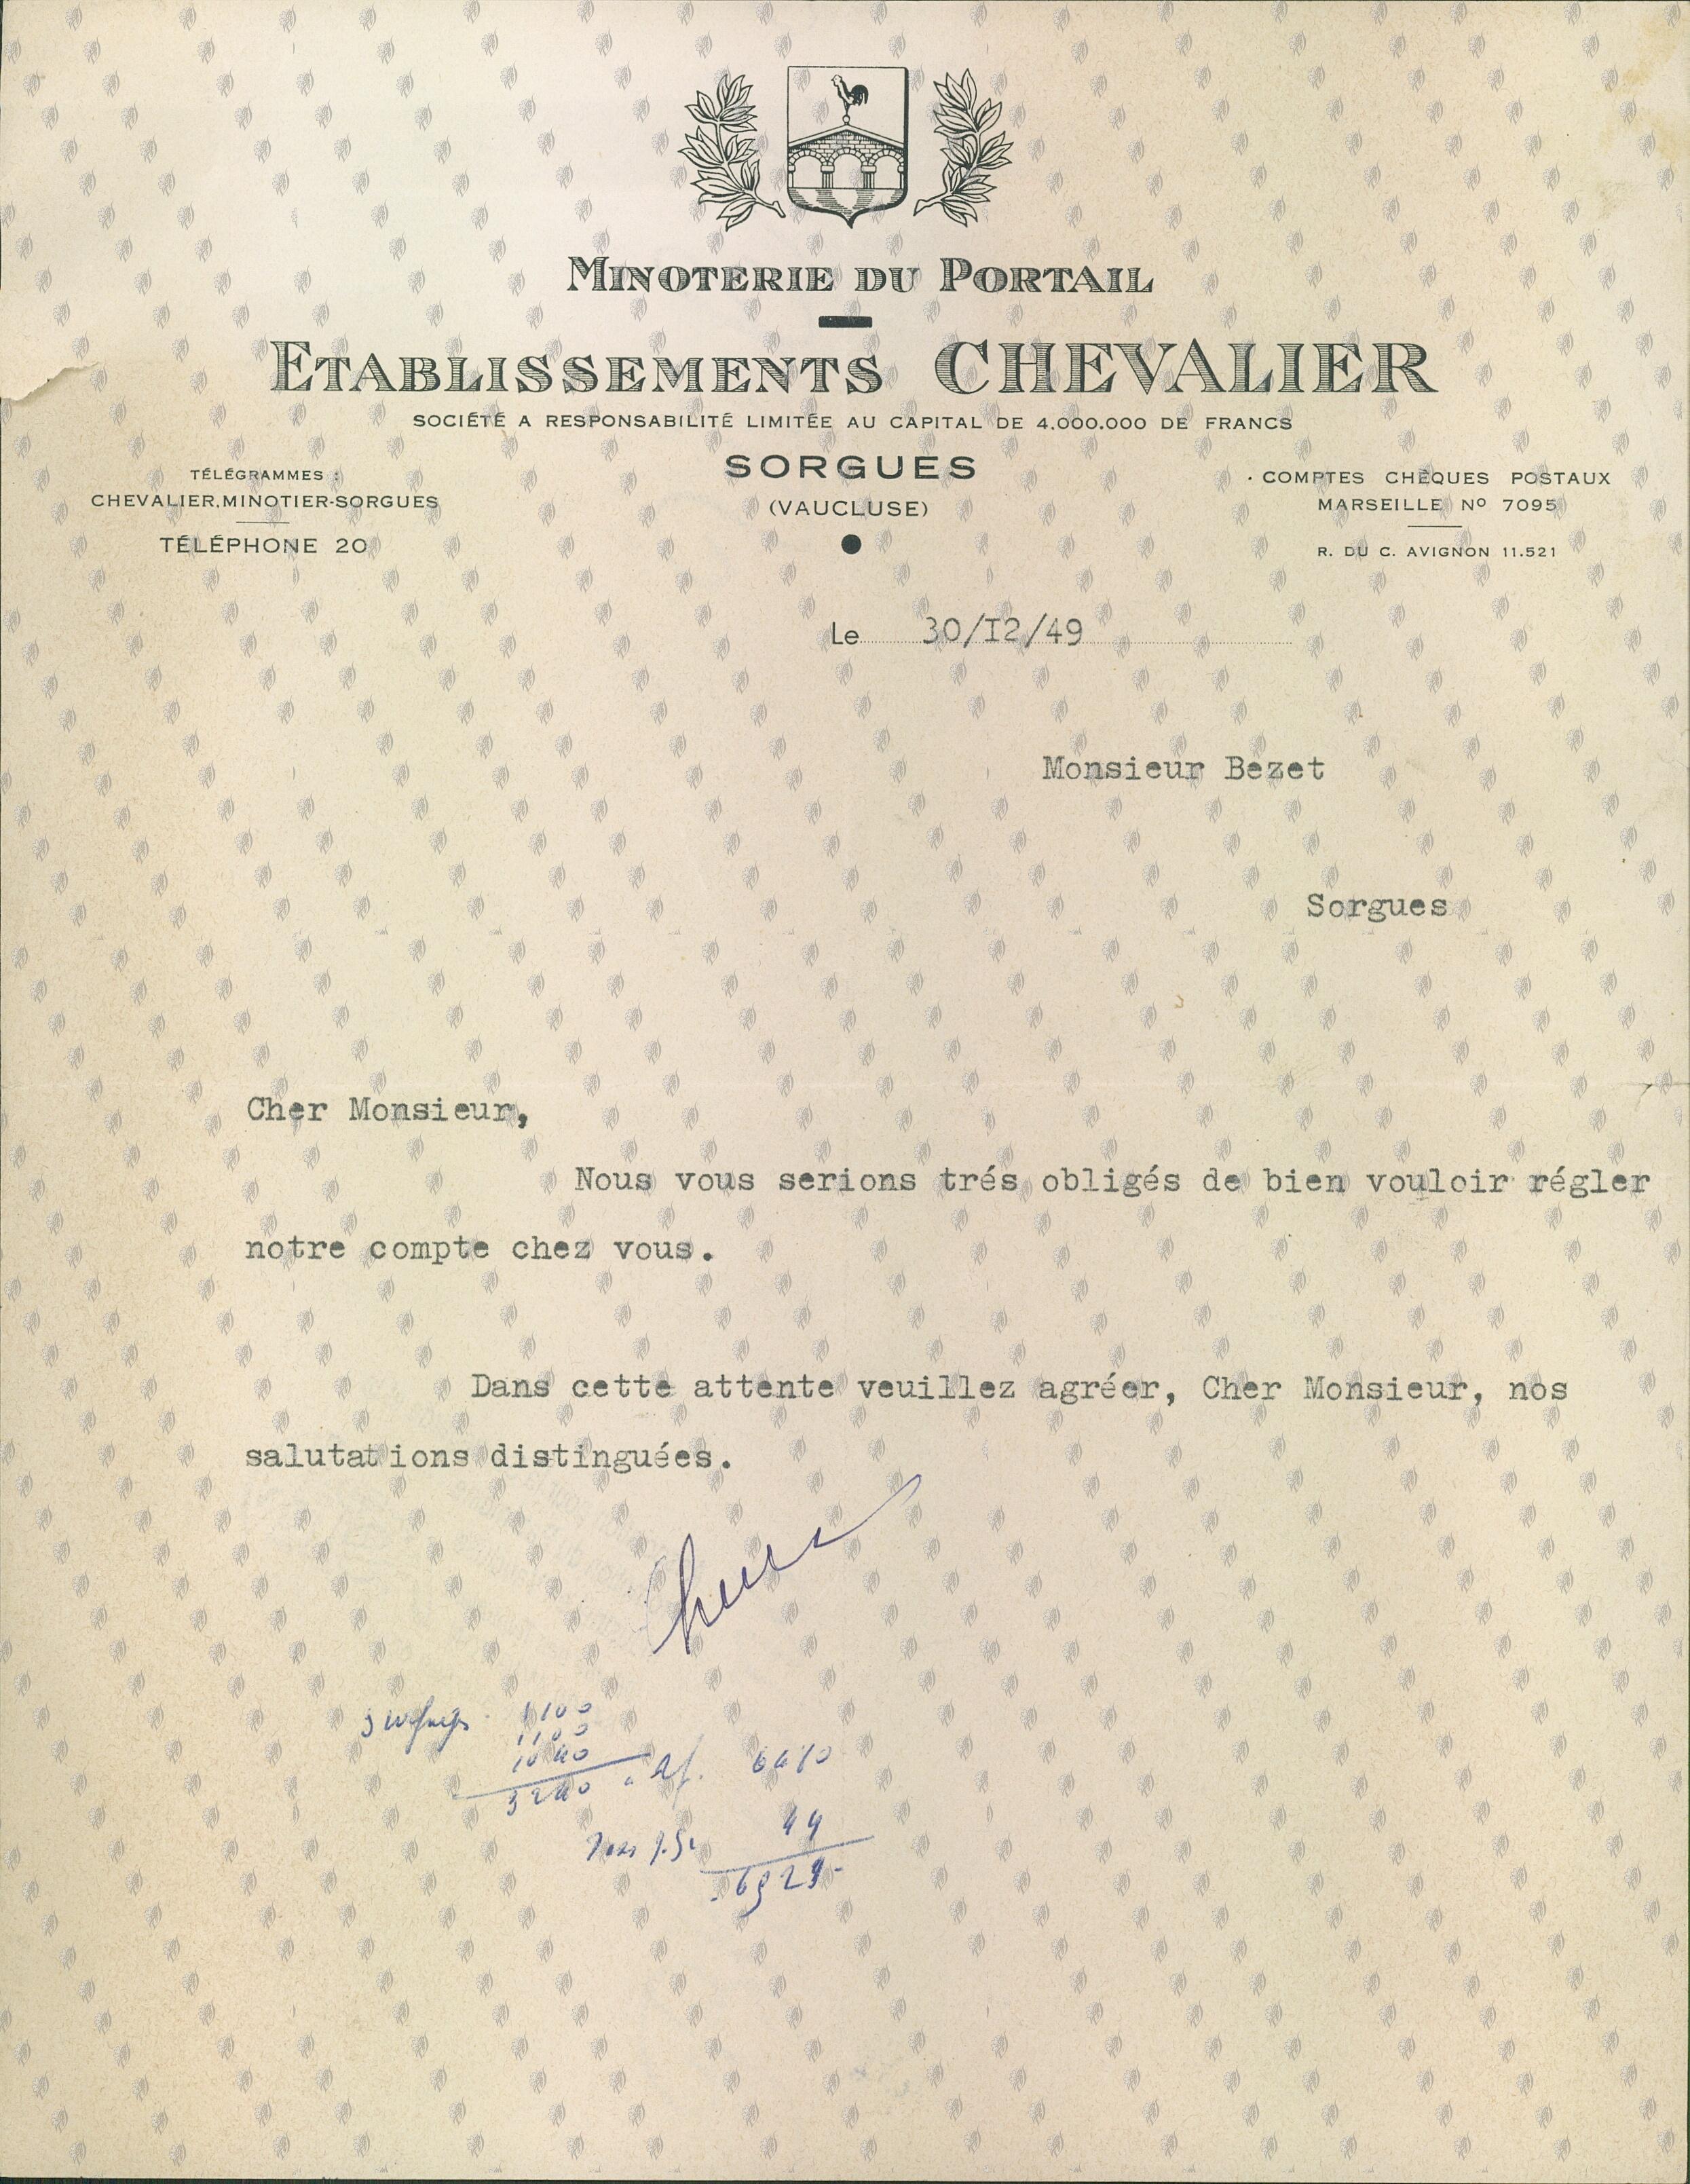 MINOTERIE DU PORTAIL
ETABLISSEMENTS CHEVALIER
SOCIÉTÉ A RESPONSABILITÉ LIMITÉE AU CAPITAL DE 4.000.000 DE FRANCS
SORGUES
(VAUCLUSE)
TÉLÉGRAMMES :
CHEVALIER.MINOTIER-SORGUES
TÉLÉPHONE 20
COMPTES CHÈQUES POSTAUX
MARSEILLE Nº 7095
R. DU C. AVIGNON 11.521
Le 30/I2/49
Monsieur Bezet
Sorgues
Cher Monsieur,
Nous vous serions trés obligés de bien vouloir régler
notre compte chez vous.
Dans cette attente veuillez agréer, Cher Monsieur, nos
salutations distinguées.
1100
1100
1040
3240